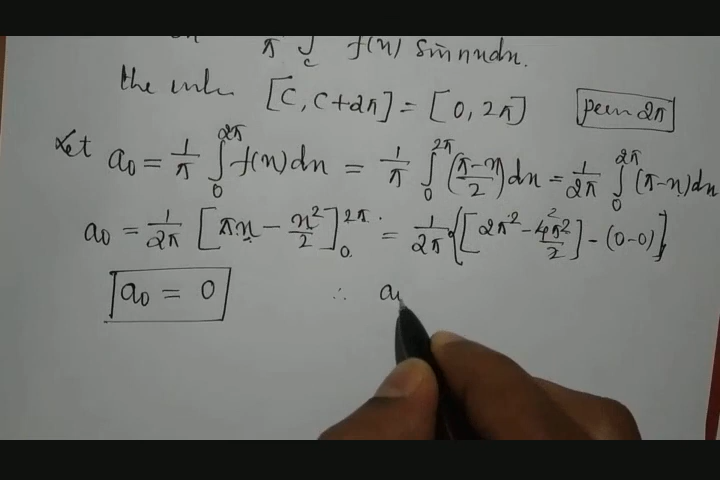 π ∫ f(x) sin nx dx.
c
the [C, C+2π] = [0, 2π] 2π
Let a₀ = 1/π ∫₀^2π f(x) dx = 1/π ∫₀^2π (π-x/2) dx = 1/2π ∫₀^2π (π-x) dx
a₀ = 1/2π [πx - x²/2]₀^2π = 1/2π {[2π² - 4π²/2] - (0-0)}
a₀ = 0 ∴ a